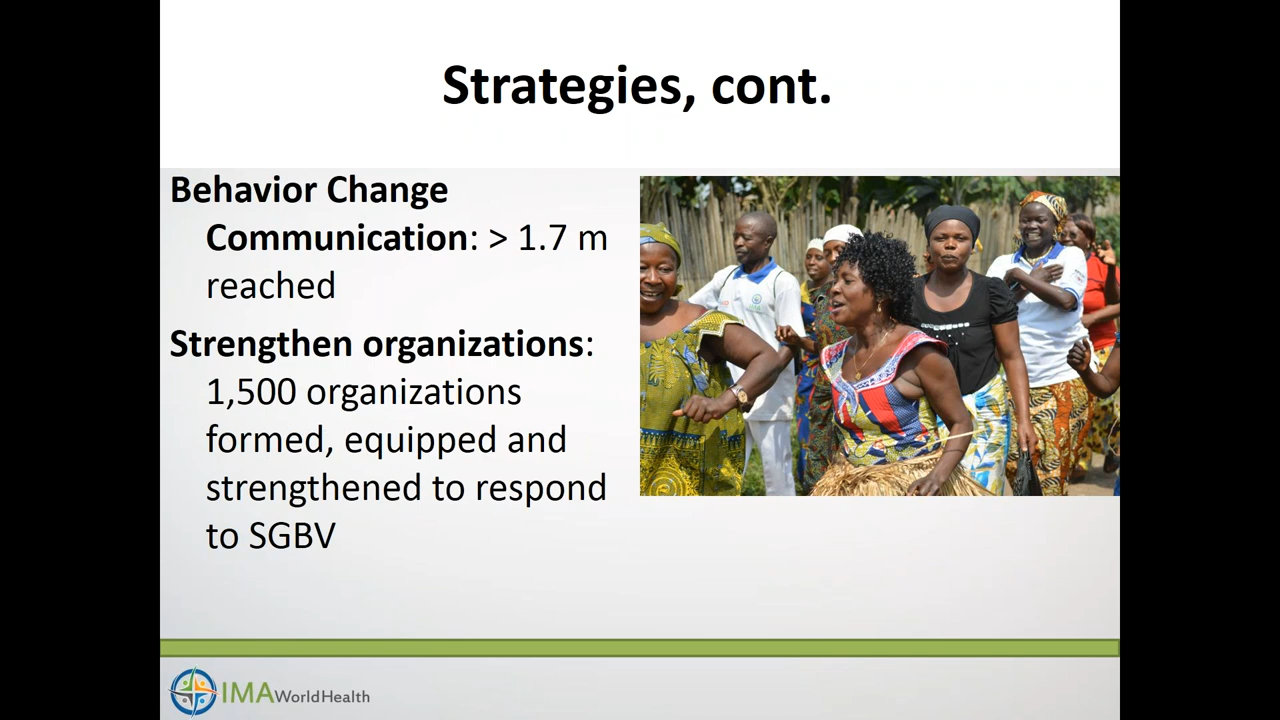 Strategies, cont.
Behavior Change
Communication: > 1.7 m
reached
Strengthen organizations:
1,500 organizations
formed, equipped and
strengthened to respond
to SGBV
IMA
IMAWorldHealth